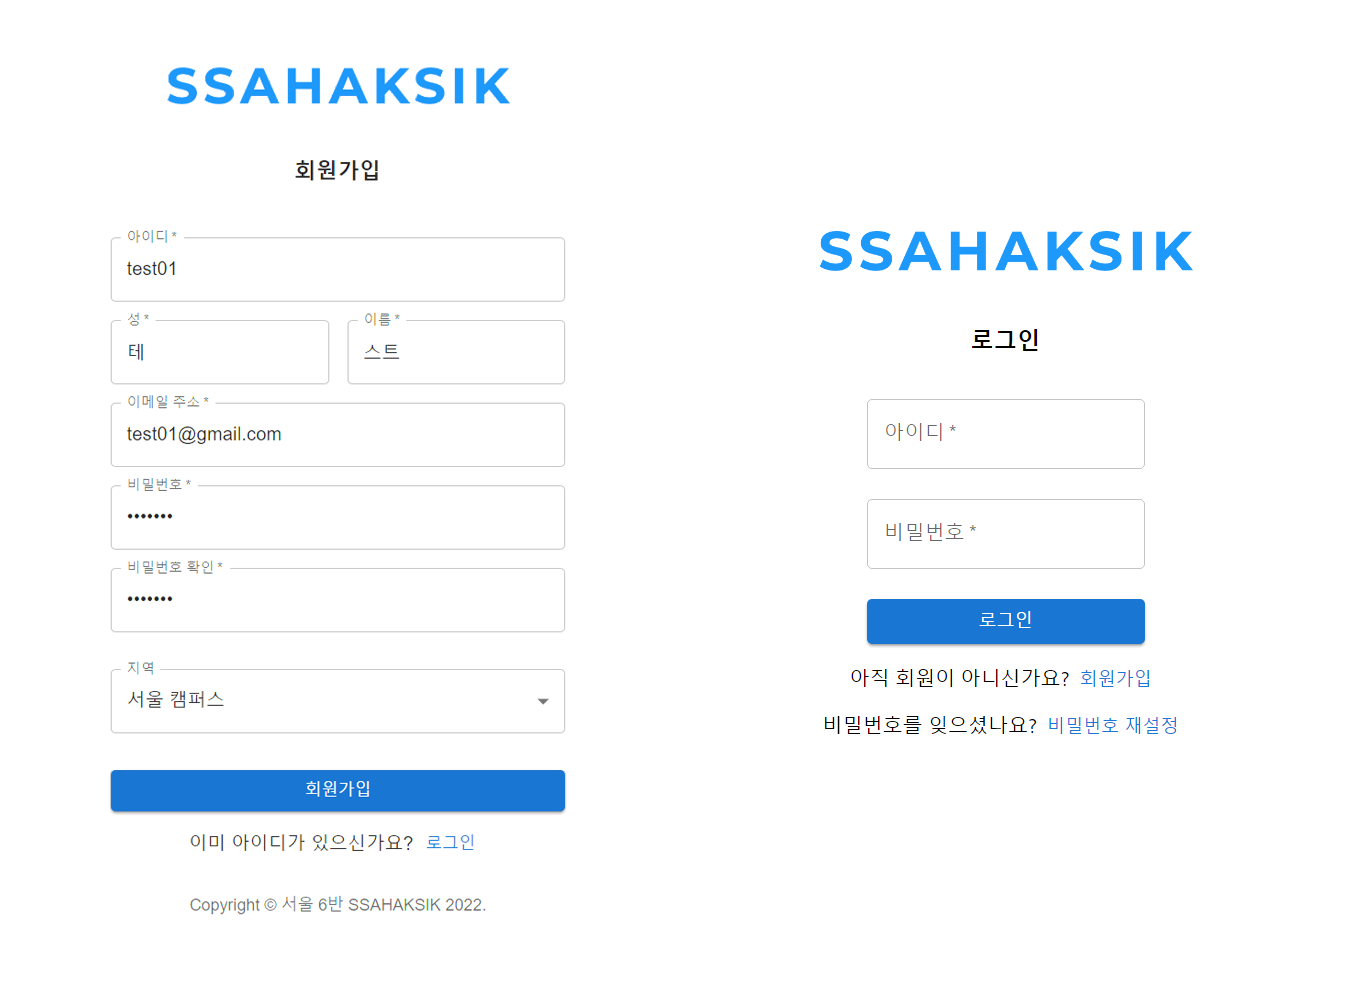 SSAHAKSIK
회원가입
아이디 *
test01
성 *
테
이름 *
스트
이메일 주소 *
test01@gmail.com
비밀번호 *
•••••••
비밀번호 확인 *
•••••••
지역
서울 캠퍼스
회원가입
이미 아이디가 있으신가요? 로그인
Copyright © 서울 6반 SSAHAKSIK 2022.
SSAHAKSIK
로그인
아이디 *
비밀번호 *
로그인
아직 회원이 아니신가요? 회원가입
비밀번호를 잊으셨나요? 비밀번호 재설정